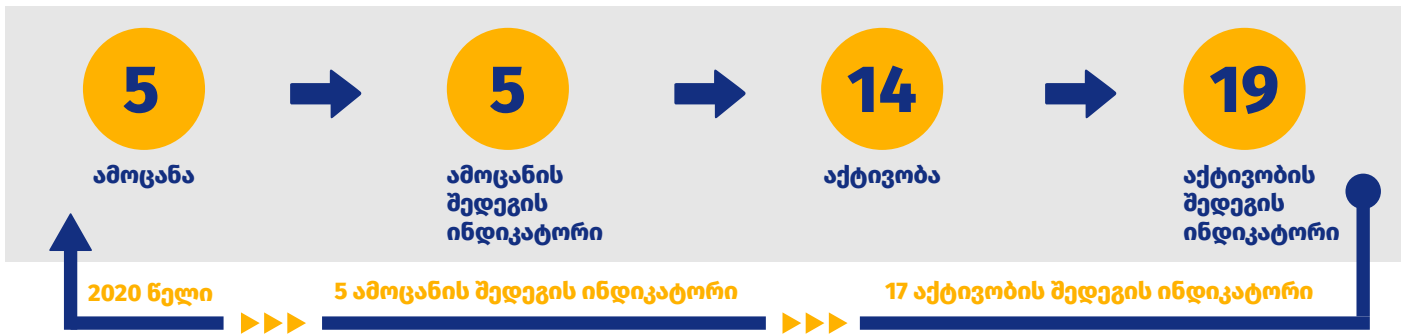 5
ამოცანა
5
ამოცანის
შედეგის
ინდიკატორი
14
აქტივობა
19
აქტივობის
შედეგის
ინდიკატორი
2020 წელი
5 ამოცანის შედეგის ინდიკატორი
17 აქტივობის შედეგის ინდიკატორი